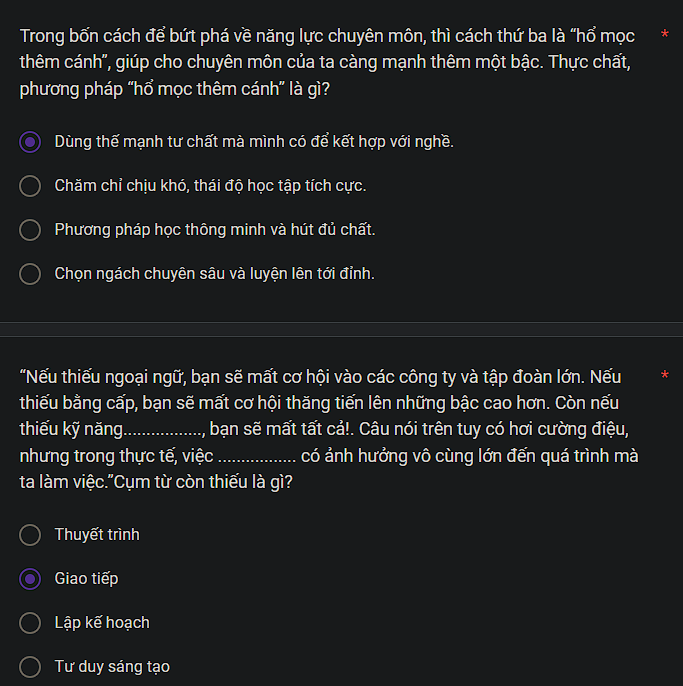 Trong bốn cách để bứt phá về năng lực chuyên môn, thì cách thứ ba là “hổ mọc *
thêm cánh”, giúp cho chuyên môn của ta càng mạnh thêm một bậc. Thực chất,
phương pháp “hổ mọc thêm cánh” là gì?
Dùng thế mạnh tư chất mà mình có để kết hợp với nghề.
Chăm chỉ chịu khó, thái độ học tập tích cực.
Phương pháp học thông minh và hút đủ chất.
Chọn ngách chuyên sâu và luyện lên tới đỉnh.
“Nếu thiếu ngoại ngữ, bạn sẽ mất cơ hội vào các công ty và tập đoàn lớn. Nếu *
thiếu bằng cấp, bạn sẽ mất cơ hội thăng tiến lên những bậc cao hơn. Còn nếu
thiếu kỹ năng................., bạn sẽ mất tất cả!. Câu nói trên tuy có hơi cường điệu,
nhưng trong thực tế, việc ................. có ảnh hưởng vô cùng lớn đến quá trình mà
ta làm việc.”Cụm từ còn thiếu là gì?
Thuyết trình
Giao tiếp
Lập kế hoạch
Tư duy sáng tạo